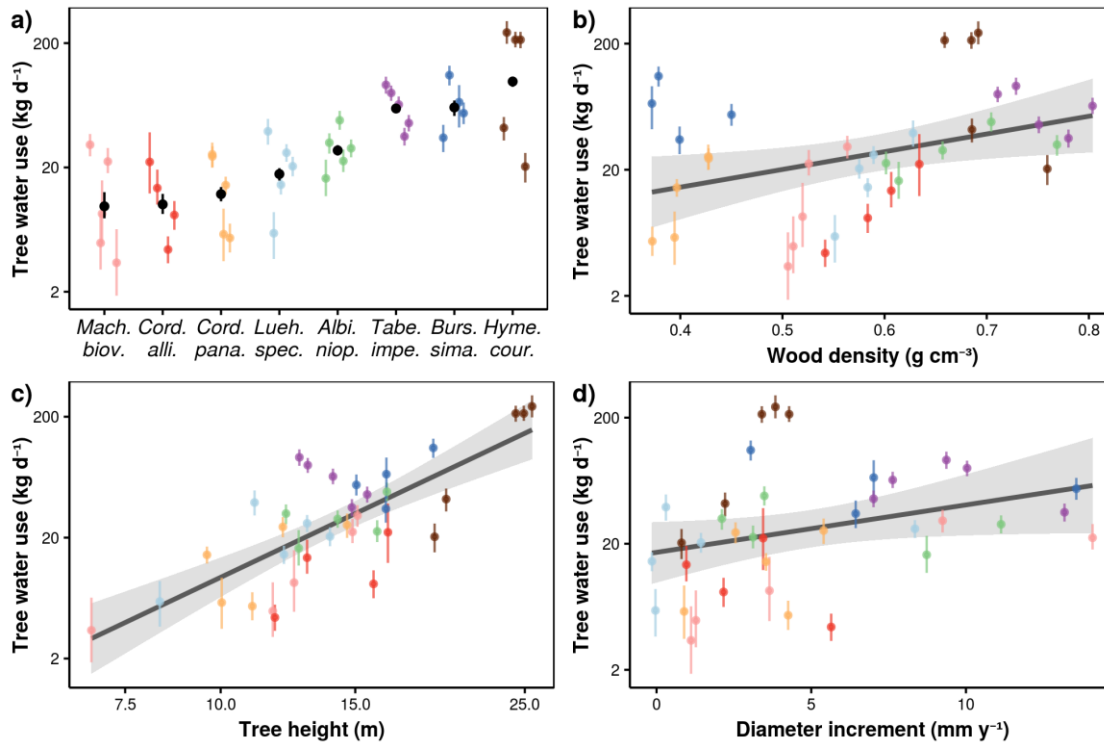 a)
Tree water use (kg d⁻¹)
200
20
2
Mach. Cord. Cord. Lueh. Albi. Tabe. Burs. Hyme.
biov. alli. pana. spec. niop. impe. sima. cour.
b)
Tree water use (kg d⁻¹)
200
20
2
0.4 0.5 0.6 0.7 0.8
Wood density (g cm⁻³)
c)
Tree water use (kg d⁻¹)
200
20
2
7.5 10.0 15.0 25.0
Tree height (m)
d)
Tree water use (kg d⁻¹)
200
20
2
0 5 10
Diameter increment (mm y⁻¹)